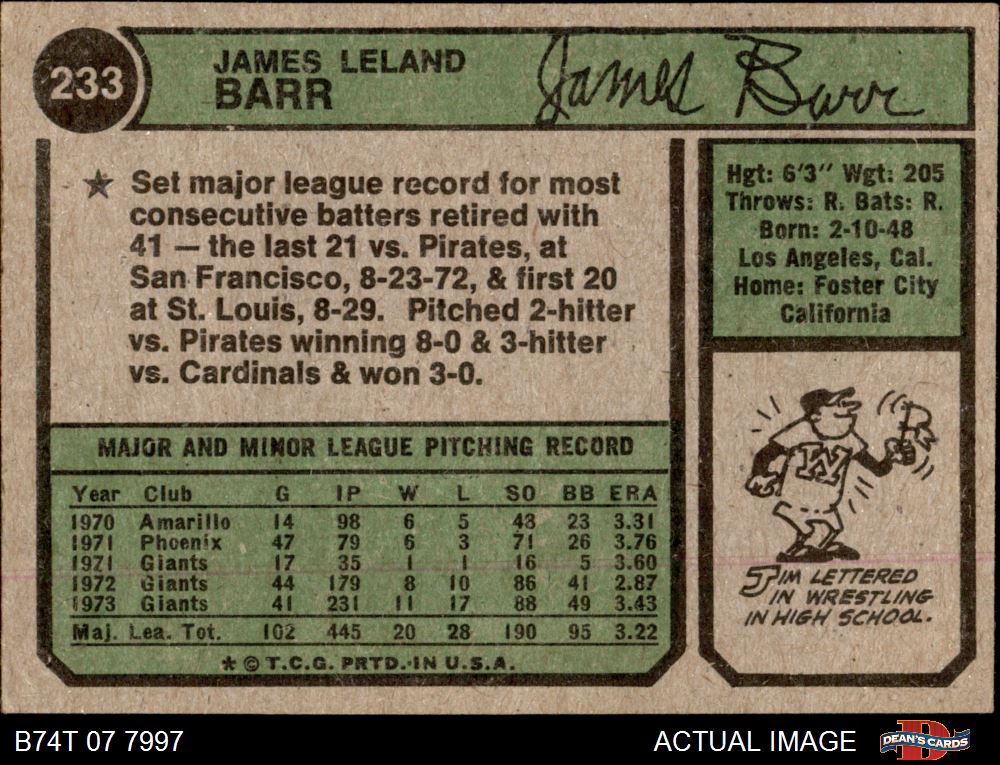 233
JAMES LELAND
BARR
James Barr
★ Set major league record for most
consecutive batters retired with
41 — the last 21 vs. Pirates, at
San Francisco, 8-23-72, & first 20
at St. Louis, 8-29. Pitched 2-hitter
vs. Pirates winning 8-0 & 3-hitter
vs. Cardinals & won 3-0.
Hgt: 6'3" Wgt: 205
Throws: R. Bats: R.
Born: 2-10-48
Los Angeles, Cal.
Home: Foster City
California
MAJOR AND MINOR LEAGUE PITCHING RECORD
Year Club G IP W L SO BB ERA
1970 Amarillo 14 98 6 5 43 23 3.31
1971 Phoenix 47 79 6 3 71 26 3.76
1971 Giants 17 35 1 1 16 5 3.60
1972 Giants 44 179 8 10 86 41 2.87
1973 Giants 41 231 11 17 88 49 3.43
Maj. Lea. Tot. 102 445 20 28 190 95 3.22
* © T.C.G. PRTD. IN U.S.A.
W
JIM LETTERED
IN WRESTLING
IN HIGH SCHOOL.
B74T 07 7997
ACTUAL IMAGE
D
DEAN'S CARDS